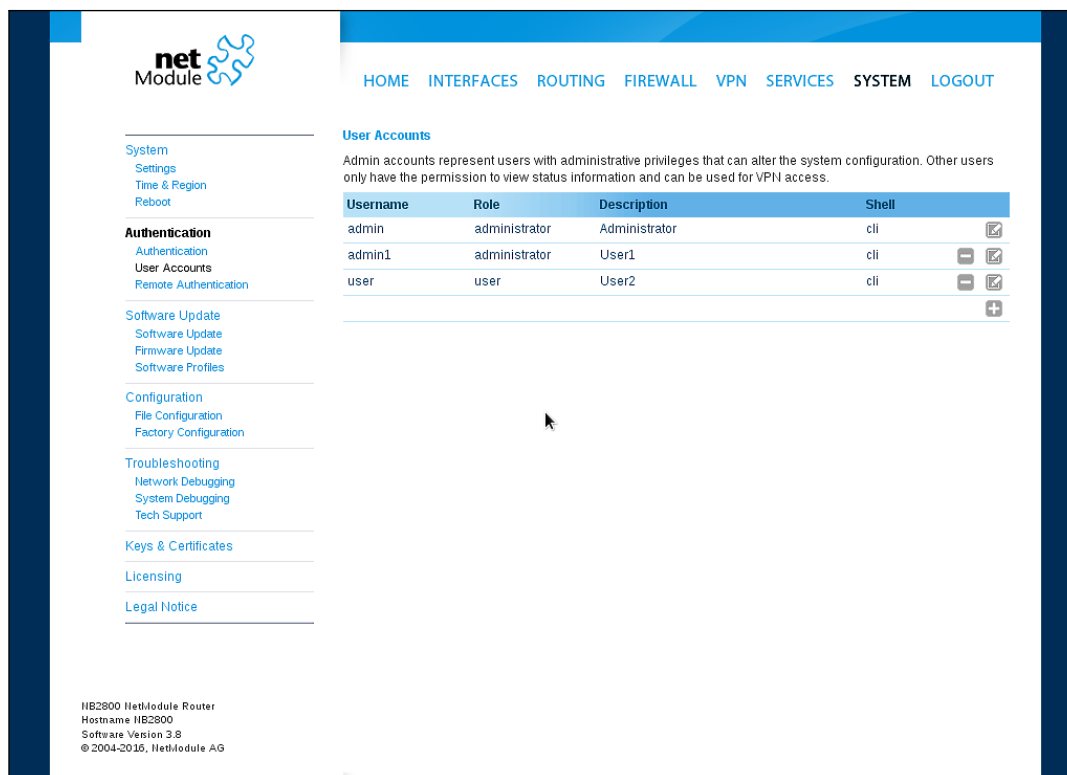 net
Module
HOME INTERFACES ROUTING FIREWALL VPN SERVICES SYSTEM LOGOUT
System
Settings
Time & Region
Reboot
Authentication
Authentication
User Accounts
Remote Authentication
Software Update
Software Update
Firmware Update
Software Profiles
Configuration
File Configuration
Factory Configuration
Troubleshooting
Network Debugging
System Debugging
Tech Support
Keys & Certificates
Licensing
Legal Notice
User Accounts
Admin accounts represent users with administrative privileges that can alter the system configuration. Other users
only have the permission to view status information and can be used for VPN access.
Username Role Description Shell
admin administrator Administrator cli
admin1 administrator User1 cli
user user User2 cli
NB2800 NetModule Router
Hostname NB2800
Software Version 3.8
© 2004-2016, NetModule AG